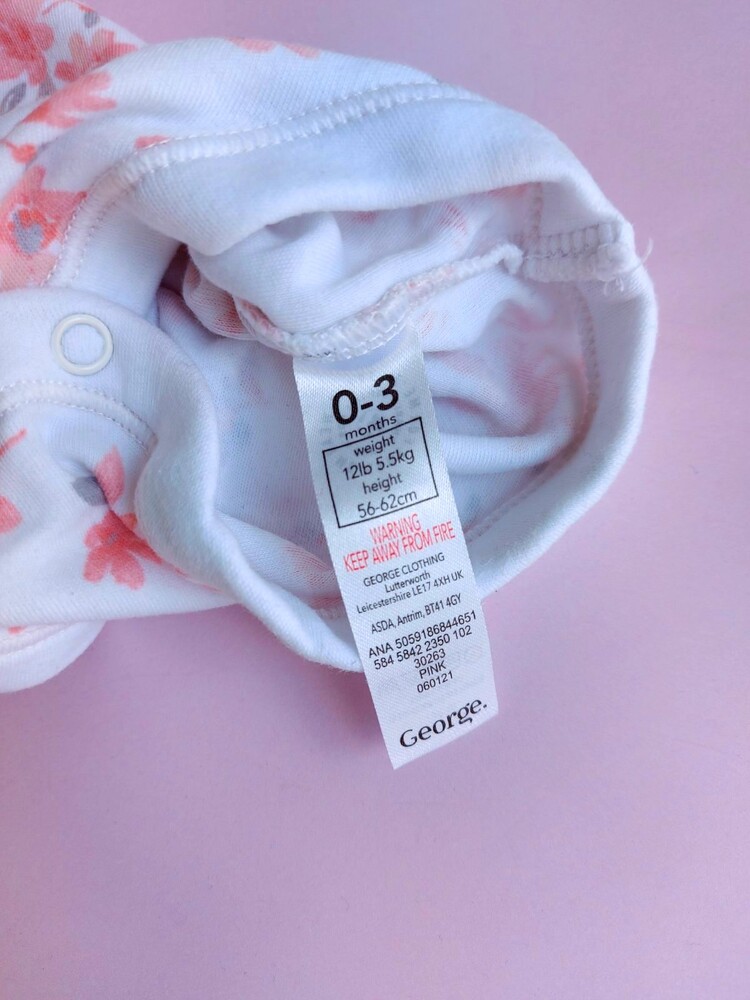 0-3
months
weight
12lb 5.5kg
height
56-62cm
WARNING
KEEP AWAY FROM FIRE
GEORGE CLOTHING
Lutterworth
Leicestershire LE17 4XH UK
ASDA, Antrim, BT41 4GY
ANA 5059186844651
584 5842 2350 102
30263
PINK
060121
George.